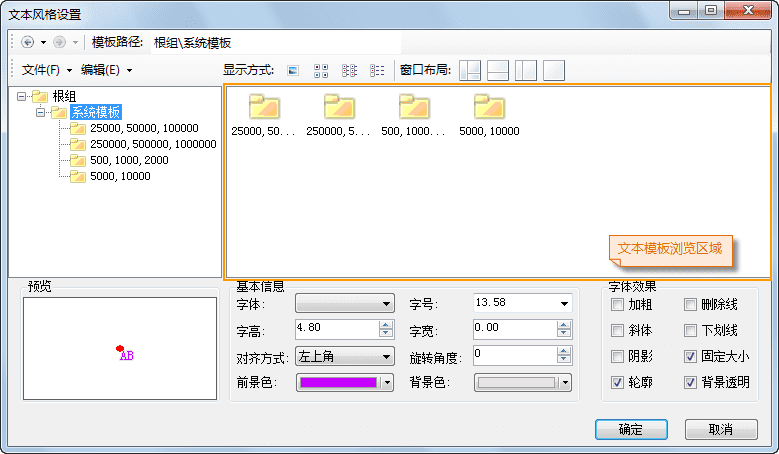 文本风格设置
模板路径: 根组\系统模板
文件(F) 编辑(E) 显示方式: 窗口布局:
根组
系统模板
25000,50000,100000
250000,500000,1000000
500,1000,2000
5000,10000
25000,50... 250000,5... 500,1000... 5000,10000
文本模板浏览区域
预览
AB
基本信息
字体: 字号: 13.58
字高: 4.80 字宽: 0.00
对齐方式: 左上角 旋转角度: 0
前景色: 背景色:
字体效果
加粗 删除线
斜体 下划线
阴影 固定大小
轮廓 背景透明
确定 取消